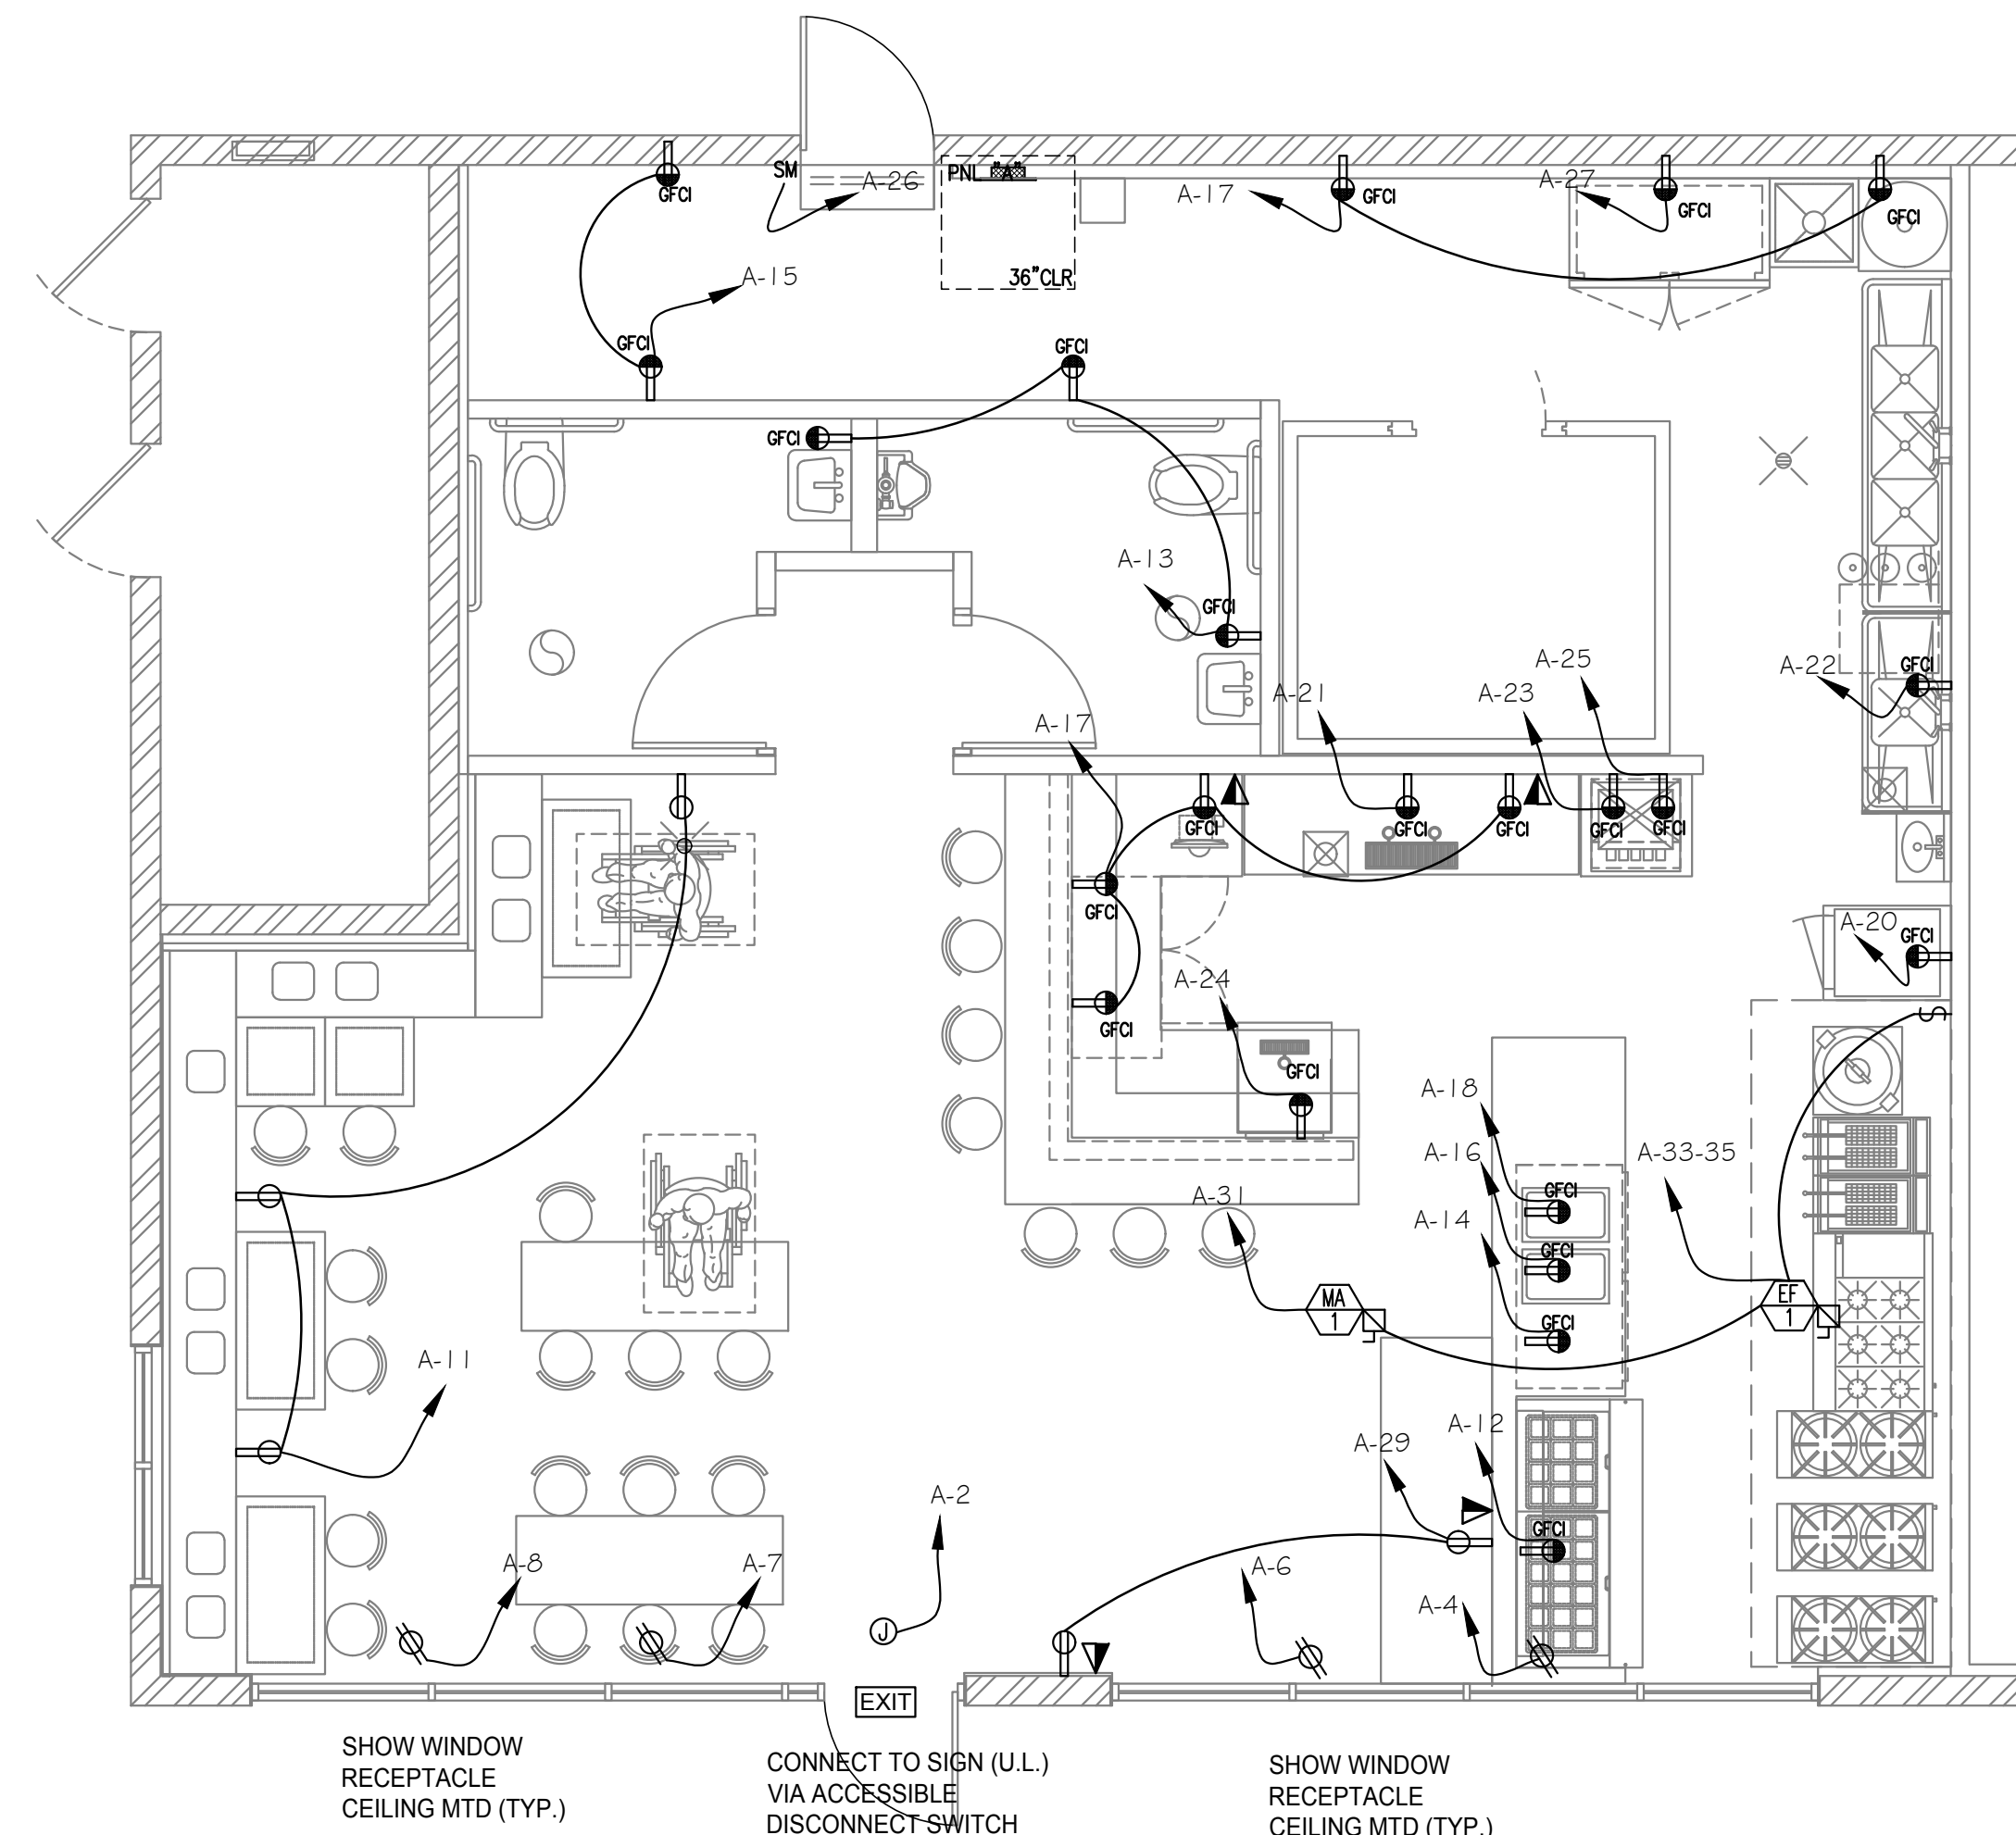 SM
A-26
PNL A
A-17
GFCI
A-27
GFCI
GFCI
GFCI
36"CLR
A-15
GFCI
GFCI
GFCI
A-13
GFCI
A-25
A-21
A-23
A-22
GFCI
A-17
GFCI
GFCI
GFCI
GFCI
GFCI
GFCI
A-20
GFCI
S
A-24
GFCI
GFCI
A-18
A-16
A-33-35
A-31
GFCI
A-14
GFCI
MA
1
EF
1
GFCI
A-11
A-12
A-29
A-2
GFCI
A-8
A-7
A-6
A-4
J
EXIT
SHOW WINDOW
RECEPTACLE
CEILING MTD (TYP.)
CONNECT TO SIGN (U.L.)
VIA ACCESSIBLE
DISCONNECT SWITCH
SHOW WINDOW
RECEPTACLE
CEILING MTD (TYP.)